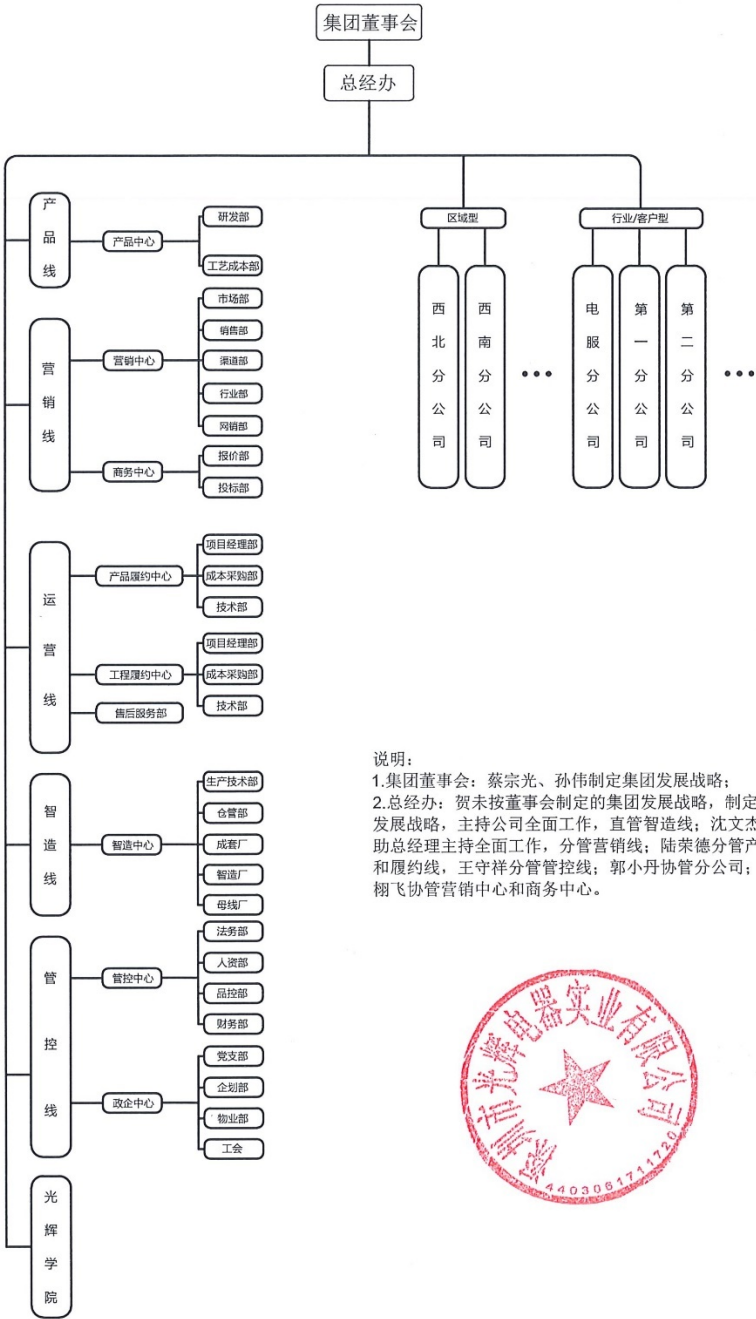 集团董事会
总经办
产品线
产品中心
研发部
工艺成本部
营销线
营销中心
市场部
销售部
渠道部
行业部
网销部
商务中心
报价部
投标部
运营线
产品履约中心
项目经理部
成本采购部
技术部
工程履约中心
项目经理部
成本采购部
技术部
售后服务部
智造线
智造中心
生产技术部
仓管部
成套厂
智造厂
母线厂
管控线
管控中心
法务部
人资部
品控部
财务部
政企中心
党支部
企划部
物业部
工会
光辉学院
区域型
西北分公司
西南分公司
•••
行业/客户型
电服分公司
第一分公司
第二分公司
•••
说明：
1.集团董事会：蔡宗光、孙伟制定集团发展战略；
2.总经办：贺未按董事会制定的集团发展战略，制定
发展战略，主持公司全面工作，直管智造线；沈文杰
助总经理主持全面工作，分管营销线；陆荣德分管产
和履约线，王守祥分管管控线；郭小丹协管分公司；
栩飞协管营销中心和商务中心。
深圳市光辉电器实业有限公司
4403061711720